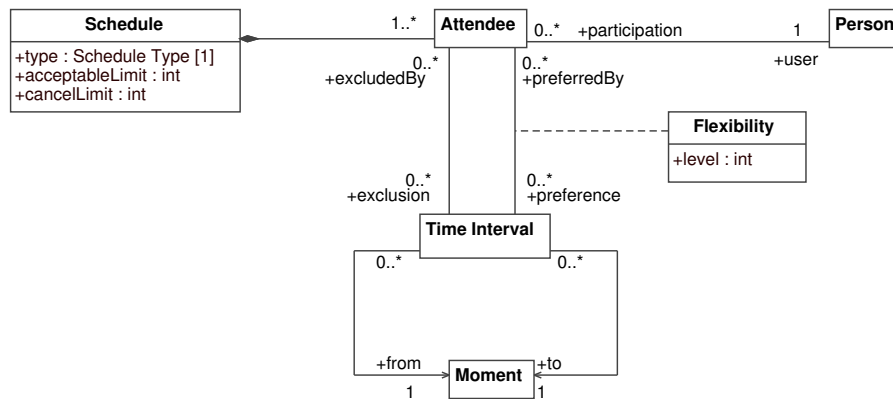 Schedule
+type : Schedule Type [1]
+acceptableLimit : int
+cancelLimit : int
1..*
Attendee
0..*
+participation
1
+user
Person
0..*
+excludedBy
0..*
+preferredBy
Flexibility
+level : int
0..*
+exclusion
0..*
+preference
Time Interval
0..*
0..*
+from
1
Moment
+to
1